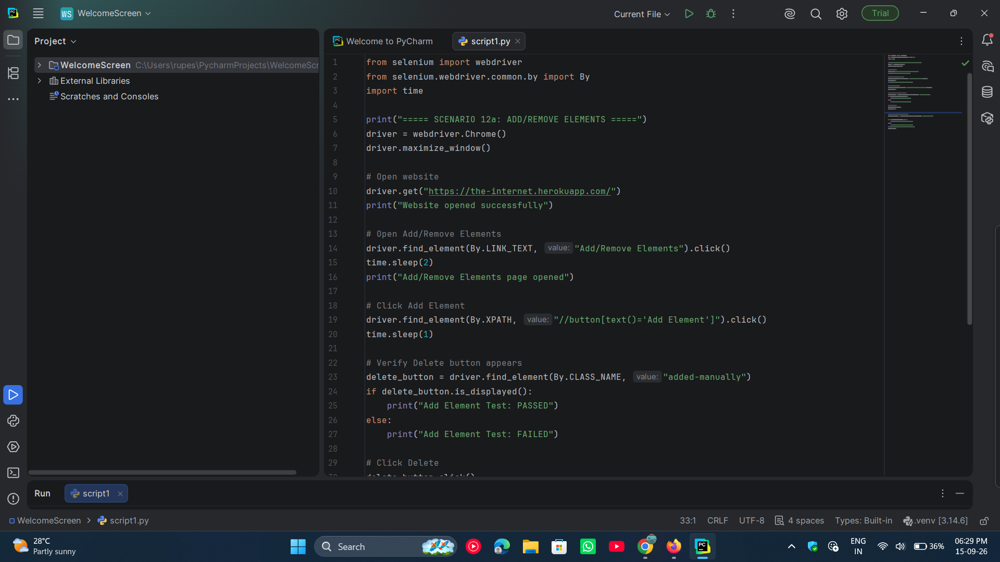 WS WelcomeScreen
Current File
Trial
Project
WelcomeScreen C:\Users\rupes\PycharmProjects\WelcomeScr
External Libraries
Scratches and Consoles
Welcome to PyCharm
script1.py
1 from selenium import webdriver
2 from selenium.webdriver.common.by import By
3 import time
4
5 print("===== SCENARIO 12a: ADD/REMOVE ELEMENTS =====")
6 driver = webdriver.Chrome()
7 driver.maximize_window()
8
9 # Open website
10 driver.get("https://the-internet.herokuapp.com/")
11 print("Website opened successfully")
12
13 # Open Add/Remove Elements
14 driver.find_element(By.LINK_TEXT, value: "Add/Remove Elements").click()
15 time.sleep(2)
16 print("Add/Remove Elements page opened")
17
18 # Click Add Element
19 driver.find_element(By.XPATH, value: "//button[text()='Add Element']").click()
20 time.sleep(1)
21
22 # Verify Delete button appears
23 delete_button = driver.find_element(By.CLASS_NAME, value: "added-manually")
24 if delete_button.is_displayed():
25     print("Add Element Test: PASSED")
26 else:
27     print("Add Element Test: FAILED")
28
29 # Click Delete
30 delete_button.click()
Run
script1
WelcomeScreen > script1.py
33:1 CRLF UTF-8 4 spaces Types: Built-in .venv [3.14.6]
28°C
Partly sunny
Search
ENG
IN
36%
06:29 PM
15-09-26